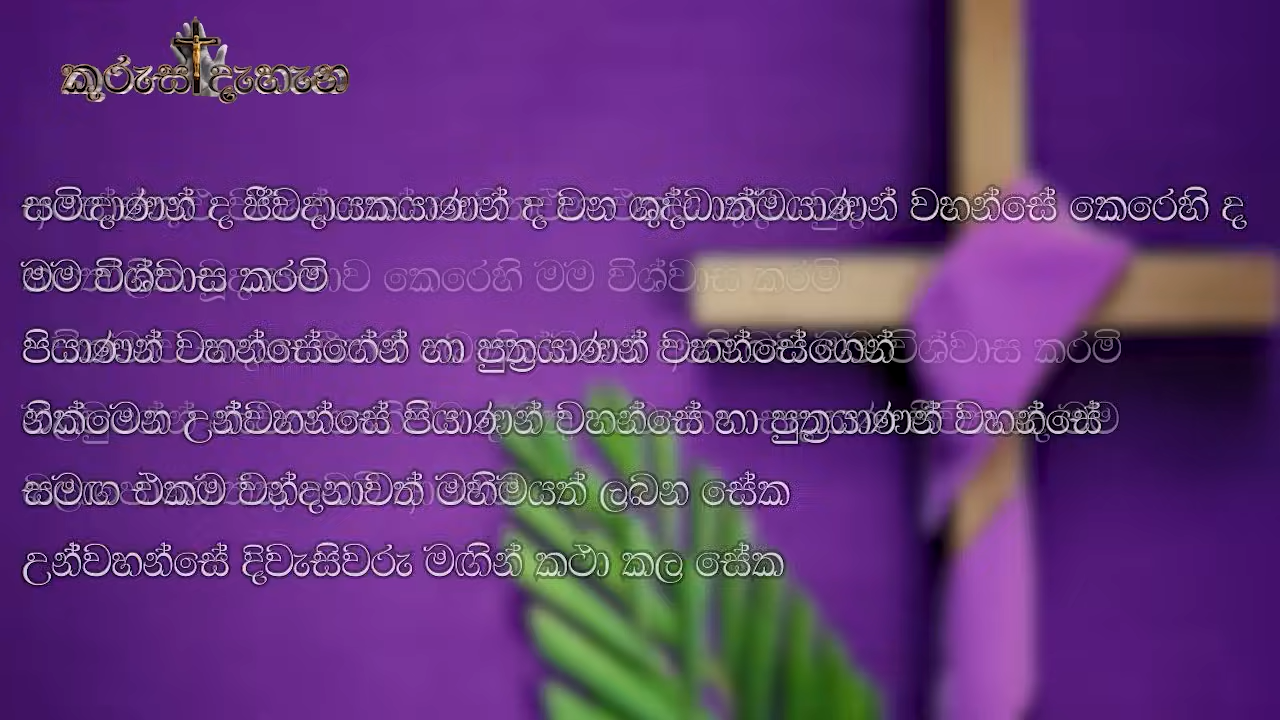 කුරුස දැහැන
සමිඳාණන් ද ජීවදායකයාණන් ද වන ශුද්ධාත්මයාණන් වහන්සේ කෙරෙහි ද
මම විශ්වාස කරමි
පියාණන් වහන්සේගේන් හා පුත්‍රයාණන් වහන්සේගෙන්
නික්මෙන උන්වහන්සේ පියාණන් වහන්සේ හා පුත්‍රයාණන් වහන්සේ
සමඟ එකම වන්දනාවත් මහිමයත් ලබන සේක
උන්වහන්සේ දිවැසිවරු මඟින් කථා කල සේක